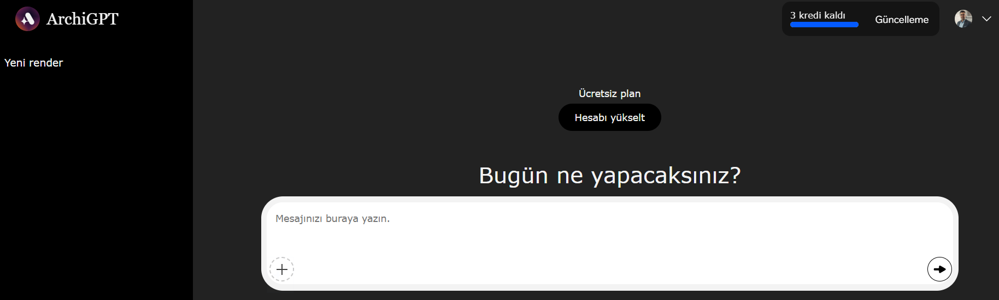 ArchiGPT
3 kredi kaldı
Güncelleme
Yeni render
Ücretsiz plan
Hesabı yükselt
Bugün ne yapacaksınız?
Mesajınızı buraya yazın.